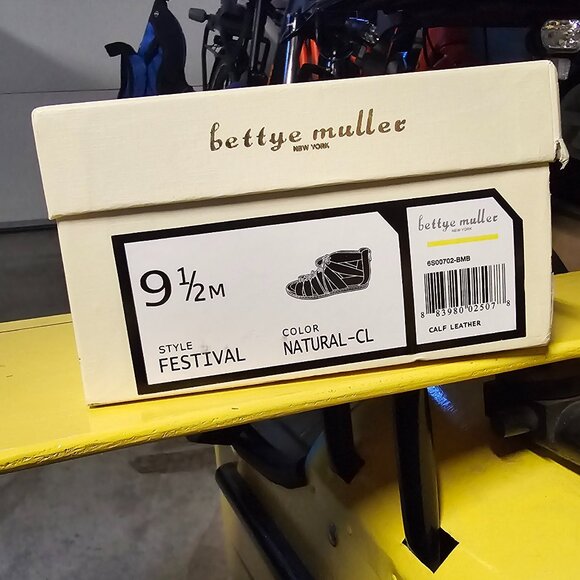 bettye muller
NEW YORK
9 ½ M
STYLE
FESTIVAL
COLOR
NATURAL-CL
bettye muller
NEW YORK
6S00702-BMB
8 83980 02507 8
CALF LEATHER